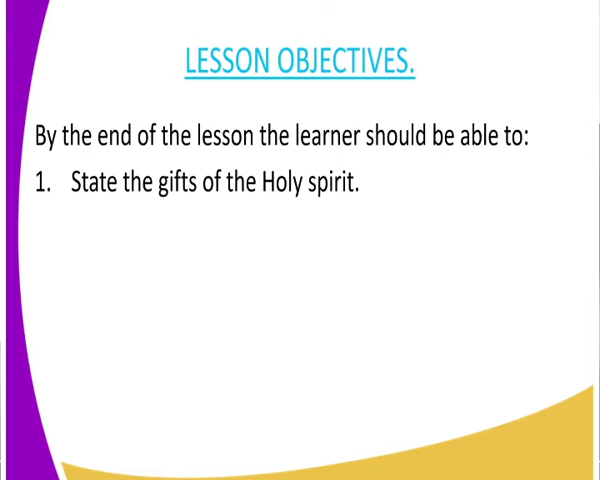 LESSON OBJECTIVES.
By the end of the lesson the learner should be able to:
1. State the gifts of the Holy spirit.